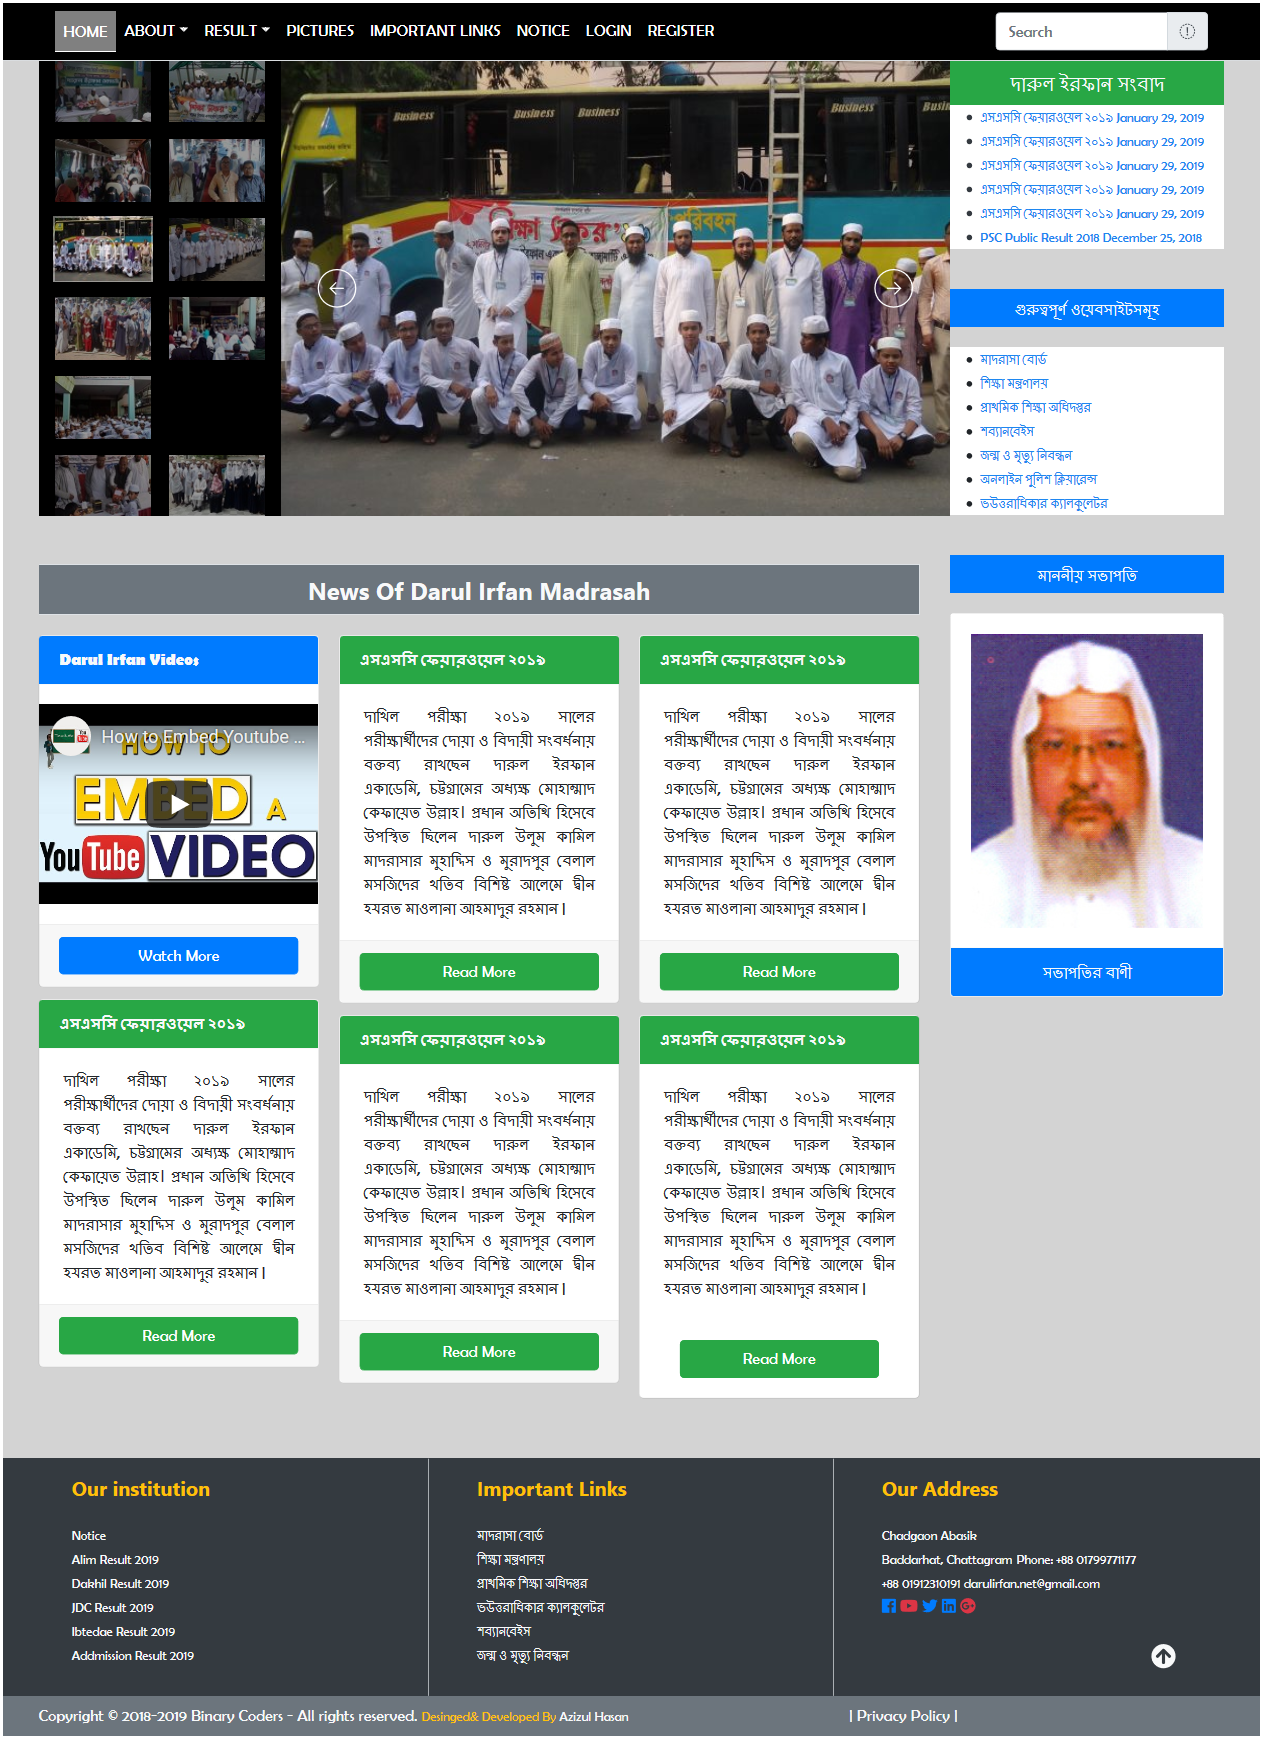 HOME ABOUT RESULT PICTURES IMPORTANT LINKS NOTICE LOGIN REGISTER Search
Business Business Business Business
দারুল ইরফান সংবাদ
এসএসসি ফেয়ারওয়েল ২০১৯ January 29, 2019
এসএসসি ফেয়ারওয়েল ২০১৯ January 29, 2019
এসএসসি ফেয়ারওয়েল ২০১৯ January 29, 2019
এসএসসি ফেয়ারওয়েল ২০১৯ January 29, 2019
এসএসসি ফেয়ারওয়েল ২০১৯ January 29, 2019
PSC Public Result 2018 December 25, 2018
গুরুত্বপূর্ণ ওয়েবসাইটসমূহ
মাদরাসা বোর্ড
শিক্ষা মন্ত্রণালয়
প্রাথমিক শিক্ষা অধিদপ্তর
শব্যানবেইস
জন্ম ও মৃত্যু নিবন্ধন
অনলাইন পুলিশ ক্লিয়ারেন্স
ভউত্তরাধিকার ক্যালকুলেটর
মাননীয় সভাপতি
সভাপতির বাণী
News Of Darul Irfan Madrasah
Darul Irfan Videos
How to Embed Youtube ...
HOW TO
EMBED A
YouTube VIDEO
Watch More
এসএসসি ফেয়ারওয়েল ২০১৯
দাখিল পরীক্ষা ২০১৯ সালের
পরীক্ষার্থীদের দোয়া ও বিদায়ী সংবর্ধনায়
বক্তব্য রাখছেন দারুল ইরফান
একাডেমি, চট্টগ্রামের অধ্যক্ষ মোহাম্মাদ
কেফায়েত উল্লাহ। প্রধান অতিথি হিসেবে
উপস্থিত ছিলেন দারুল উলুম কামিল
মাদরাসার মুহাদ্দিস ও মুরাদপুর বেলাল
মসজিদের খতিব বিশিষ্ট আলেমে দ্বীন
হযরত মাওলানা আহমাদুর রহমান ।
Read More
এসএসসি ফেয়ারওয়েল ২০১৯
দাখিল পরীক্ষা ২০১৯ সালের
পরীক্ষার্থীদের দোয়া ও বিদায়ী সংবর্ধনায়
বক্তব্য রাখছেন দারুল ইরফান
একাডেমি, চট্টগ্রামের অধ্যক্ষ মোহাম্মাদ
কেফায়েত উল্লাহ। প্রধান অতিথি হিসেবে
উপস্থিত ছিলেন দারুল উলুম কামিল
মাদরাসার মুহাদ্দিস ও মুরাদপুর বেলাল
মসজিদের খতিব বিশিষ্ট আলেমে দ্বীন
হযরত মাওলানা আহমাদুর রহমান ।
Read More
এসএসসি ফেয়ারওয়েল ২০১৯
দাখিল পরীক্ষা ২০১৯ সালের
পরীক্ষার্থীদের দোয়া ও বিদায়ী সংবর্ধনায়
বক্তব্য রাখছেন দারুল ইরফান
একাডেমি, চট্টগ্রামের অধ্যক্ষ মোহাম্মাদ
কেফায়েত উল্লাহ। প্রধান অতিথি হিসেবে
উপস্থিত ছিলেন দারুল উলুম কামিল
মাদরাসার মুহাদ্দিস ও মুরাদপুর বেলাল
মসজিদের খতিব বিশিষ্ট আলেমে দ্বীন
হযরত মাওলানা আহমাদুর রহমান ।
Read More
এসএসসি ফেয়ারওয়েল ২০১৯
দাখিল পরীক্ষা ২০১৯ সালের
পরীক্ষার্থীদের দোয়া ও বিদায়ী সংবর্ধনায়
বক্তব্য রাখছেন দারুল ইরফান
একাডেমি, চট্টগ্রামের অধ্যক্ষ মোহাম্মাদ
কেফায়েত উল্লাহ। প্রধান অতিথি হিসেবে
উপস্থিত ছিলেন দারুল উলুম কামিল
মাদরাসার মুহাদ্দিস ও মুরাদপুর বেলাল
মসজিদের খতিব বিশিষ্ট আলেমে দ্বীন
হযরত মাওলানা আহমাদুর রহমান ।
Read More
এসএসসি ফেয়ারওয়েল ২০১৯
দাখিল পরীক্ষা ২০১৯ সালের
পরীক্ষার্থীদের দোয়া ও বিদায়ী সংবর্ধনায়
বক্তব্য রাখছেন দারুল ইরফান
একাডেমি, চট্টগ্রামের অধ্যক্ষ মোহাম্মাদ
কেফায়েত উল্লাহ। প্রধান অতিথি হিসেবে
উপস্থিত ছিলেন দারুল উলুম কামিল
মাদরাসার মুহাদ্দিস ও মুরাদপুর বেলাল
মসজিদের খতিব বিশিষ্ট আলেমে দ্বীন
হযরত মাওলানা আহমাদুর রহমান ।
Read More
Our institution
Notice
Alim Result 2019
Dakhil Result 2019
JDC Result 2019
Ibtedae Result 2019
Addmission Result 2019
Important Links
মাদরাসা বোর্ড
শিক্ষা মন্ত্রণালয়
প্রাথমিক শিক্ষা অধিদপ্তর
ভউত্তরাধিকার ক্যালকুলেটর
শব্যানবেইস
জন্ম ও মৃত্যু নিবন্ধন
Our Address
Chadgaon Abasik
Baddarhat, Chattagram Phone: +88 01799771177
+88 01912310191 darulirfan.net@gmail.com
Copyright © 2018-2019 Binary Coders - All rights reserved. Desinged& Developed By Azizul Hasan | Privacy Policy |